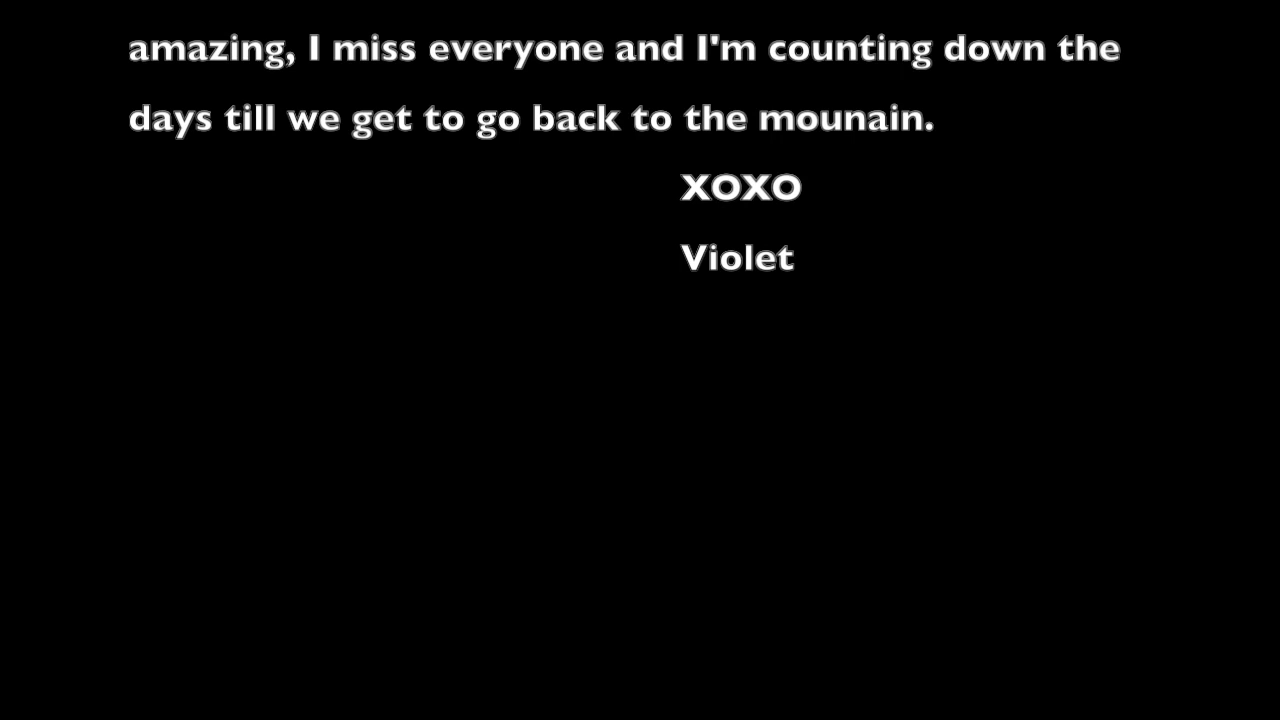 amazing, I miss everyone and I'm counting down the
days till we get to go back to the mounain.
XOXO
Violet